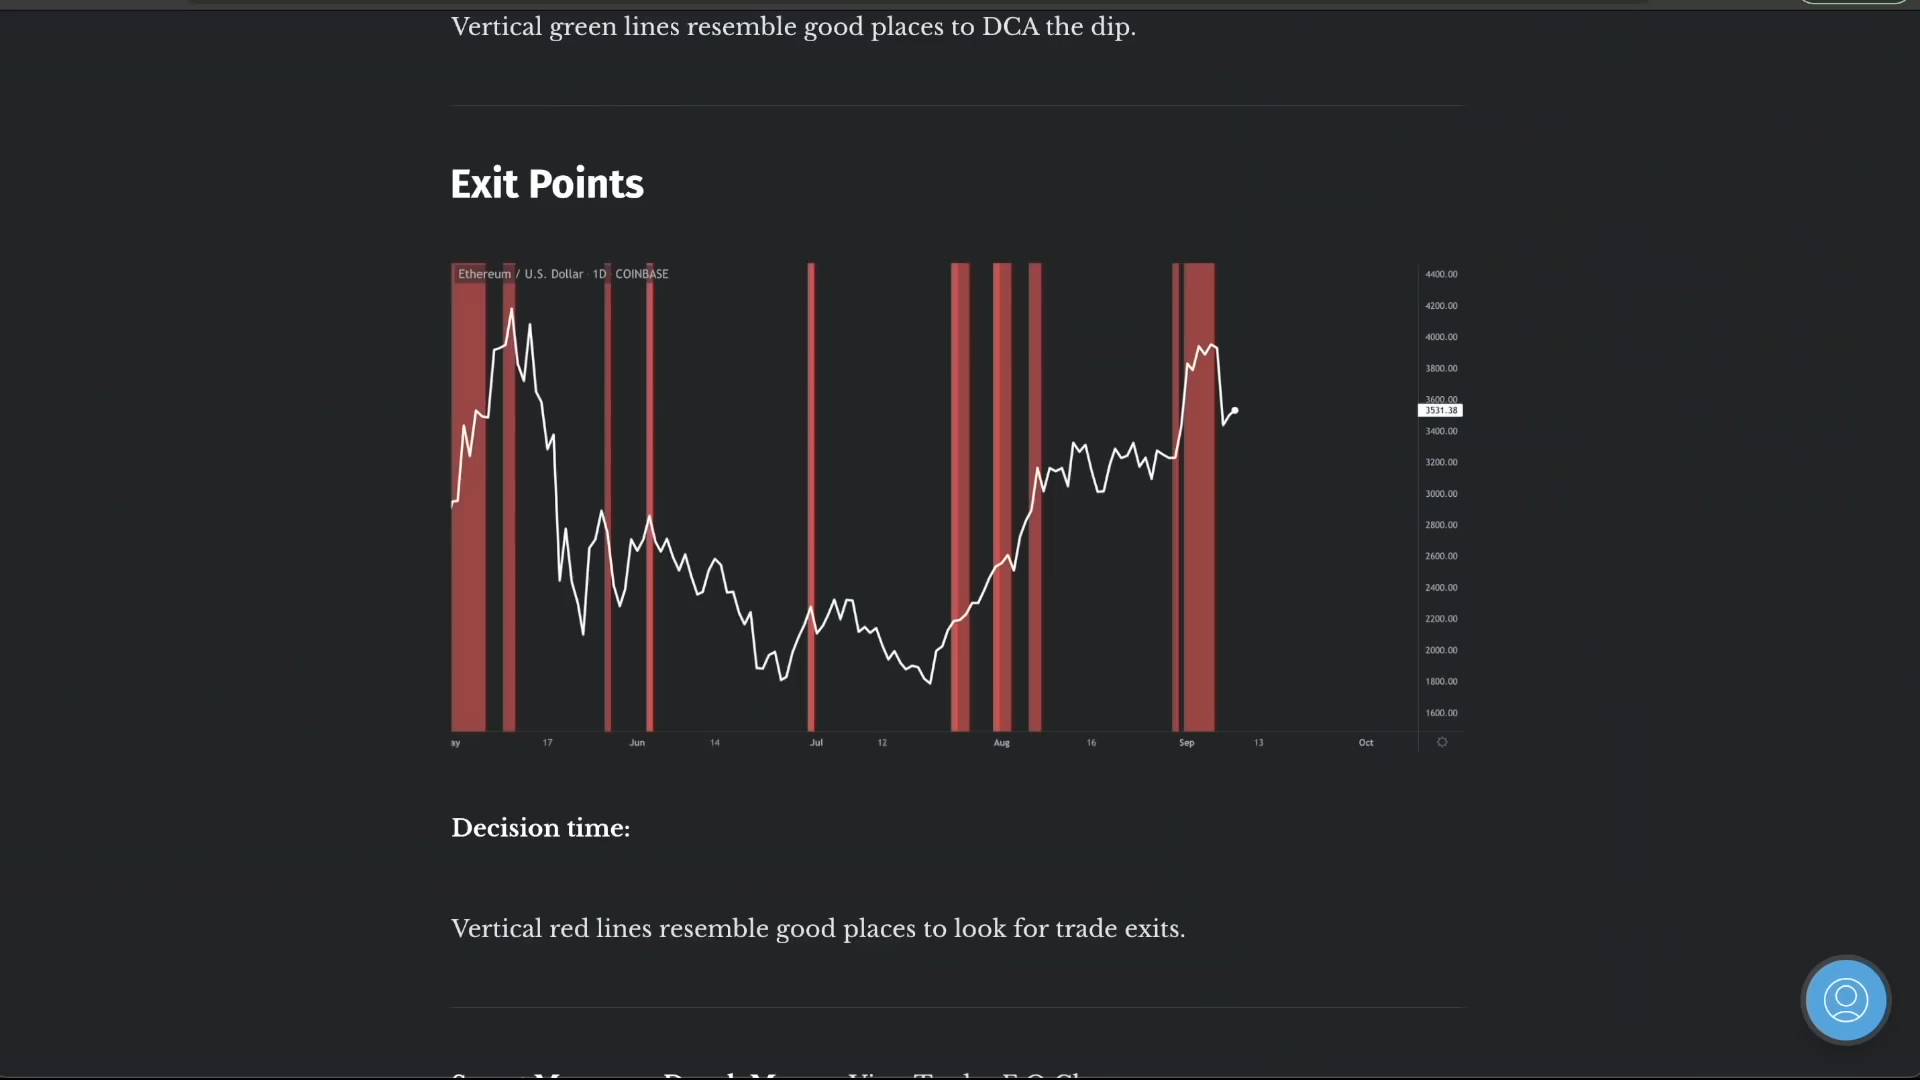 Vertical green lines resemble good places to DCA the dip.
Exit Points
Ethereum / U.S. Dollar · 1D · COINBASE
4400.00
4200.00
4000.00
3800.00
3600.00
3531.38
3400.00
3200.00
3000.00
2800.00
2600.00
2400.00
2200.00
2000.00
1800.00
1600.00
ay 17 Jun 14 Jul 12 Aug 16 Sep 13 Oct
Decision time:
Vertical red lines resemble good places to look for trade exits.